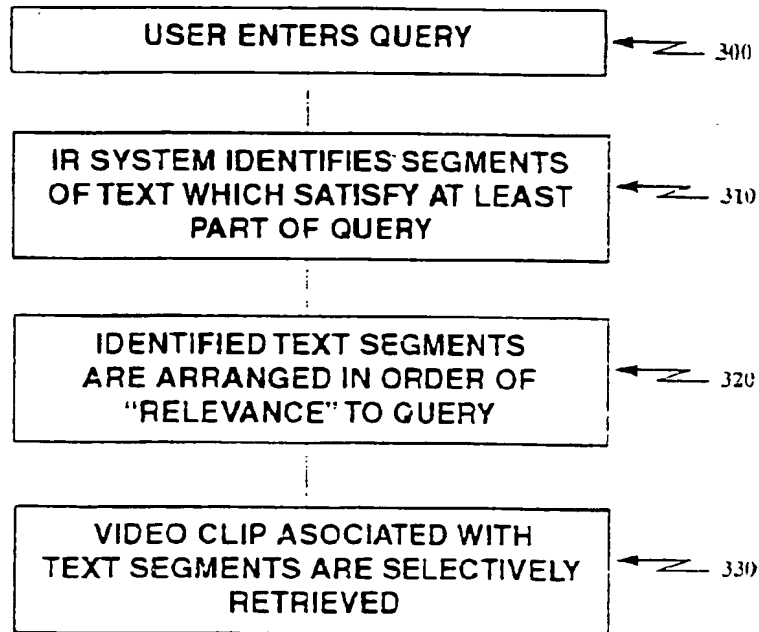 USER ENTERS QUERY
300
IR SYSTEM IDENTIFIES SEGMENTS
OF TEXT WHICH SATISFY AT LEAST
PART OF QUERY
310
IDENTIFIED TEXT SEGMENTS
ARE ARRANGED IN ORDER OF
"RELEVANCE" TO QUERY
320
VIDEO CLIP ASOCIATED WITH
TEXT SEGMENTS ARE SELECTIVELY
RETRIEVED
330